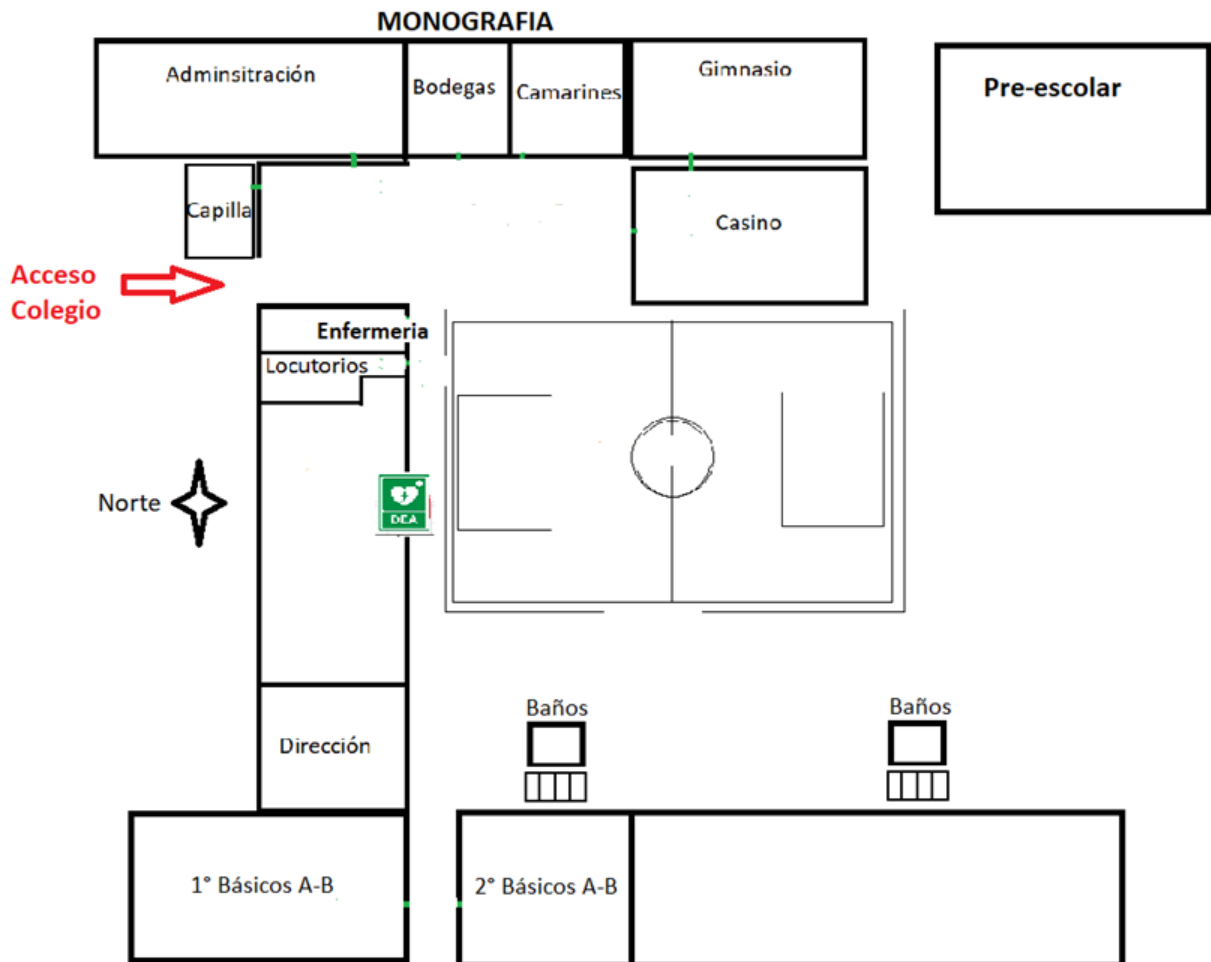 MONOGRAFIA
Adminsitración
Bodegas
Camarines
Gimnasio
Pre-escolar
Capilla
Casino
Acceso
Colegio
Enfermeria
Locutorios
Norte
DEA
Dirección
Baños
Baños
1° Básicos A-B
2° Básicos A-B